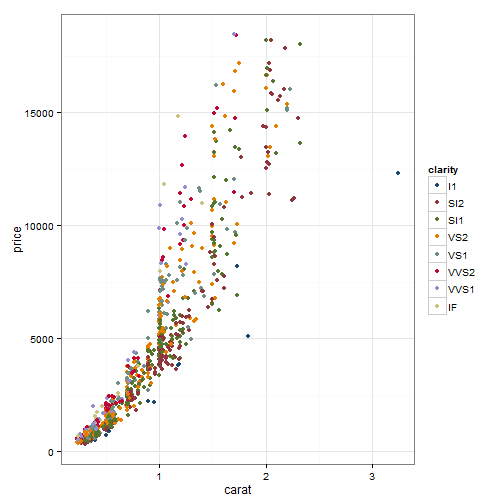 15000
10000
5000
0
price
1
2
3
carat
clarity
I1
SI2
SI1
VS2
VS1
VVS2
VVS1
IF